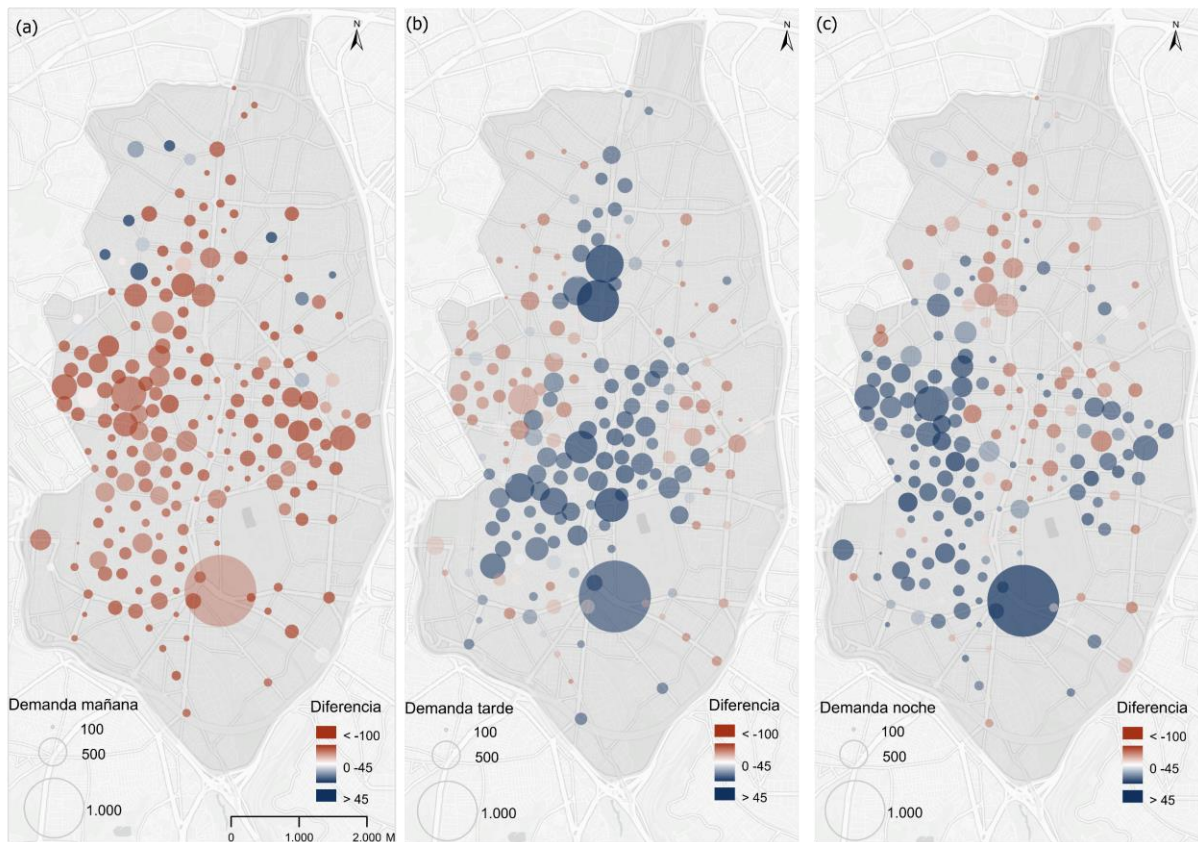 (a)
N
Demanda mañana
100
500
1.000
Diferencia
< -100
0 -45
> 45
0 1.000 2.000 M
(b)
N
Demanda tarde
100
500
1.000
Diferencia
< -100
0 -45
> 45
(c)
N
Demanda noche
100
500
1.000
Diferencia
< -100
0 -45
> 45